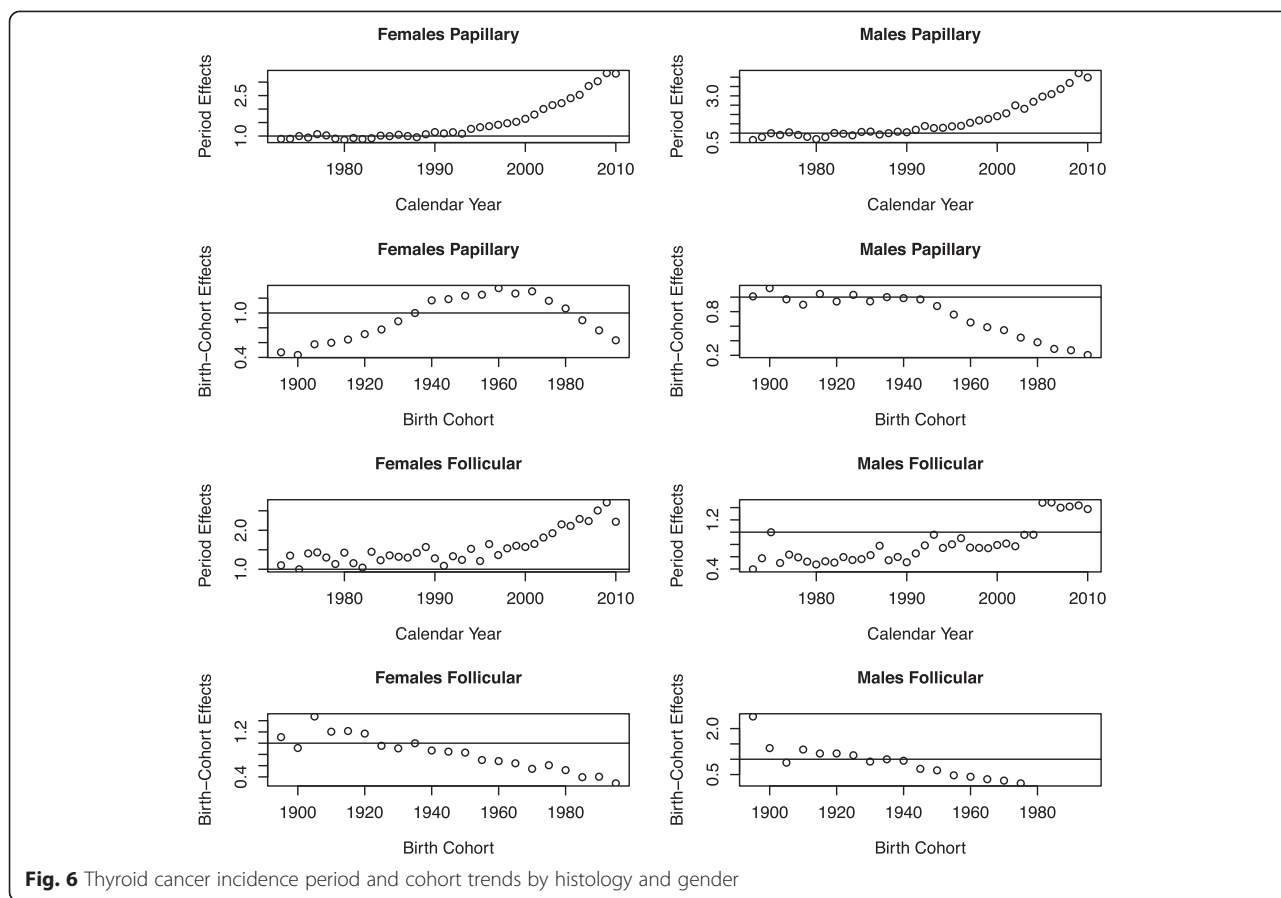 Females Papillary
Period Effects
1.0 2.5
1980 1990 2000 2010
Calendar Year
Males Papillary
Period Effects
0.5 3.0
1980 1990 2000 2010
Calendar Year
Females Papillary
Birth−Cohort Effects
0.4 1.0
1900 1920 1940 1960 1980
Birth Cohort
Males Papillary
Birth−Cohort Effects
0.2 0.8
1900 1920 1940 1960 1980
Birth Cohort
Females Follicular
Period Effects
1.0 2.0
1980 1990 2000 2010
Calendar Year
Males Follicular
Period Effects
0.4 1.2
1980 1990 2000 2010
Calendar Year
Females Follicular
Birth−Cohort Effects
0.4 1.2
1900 1920 1940 1960 1980
Birth Cohort
Males Follicular
Birth−Cohort Effects
0.5 2.0
1900 1920 1940 1960 1980
Birth Cohort
Fig. 6 Thyroid cancer incidence period and cohort trends by histology and gender